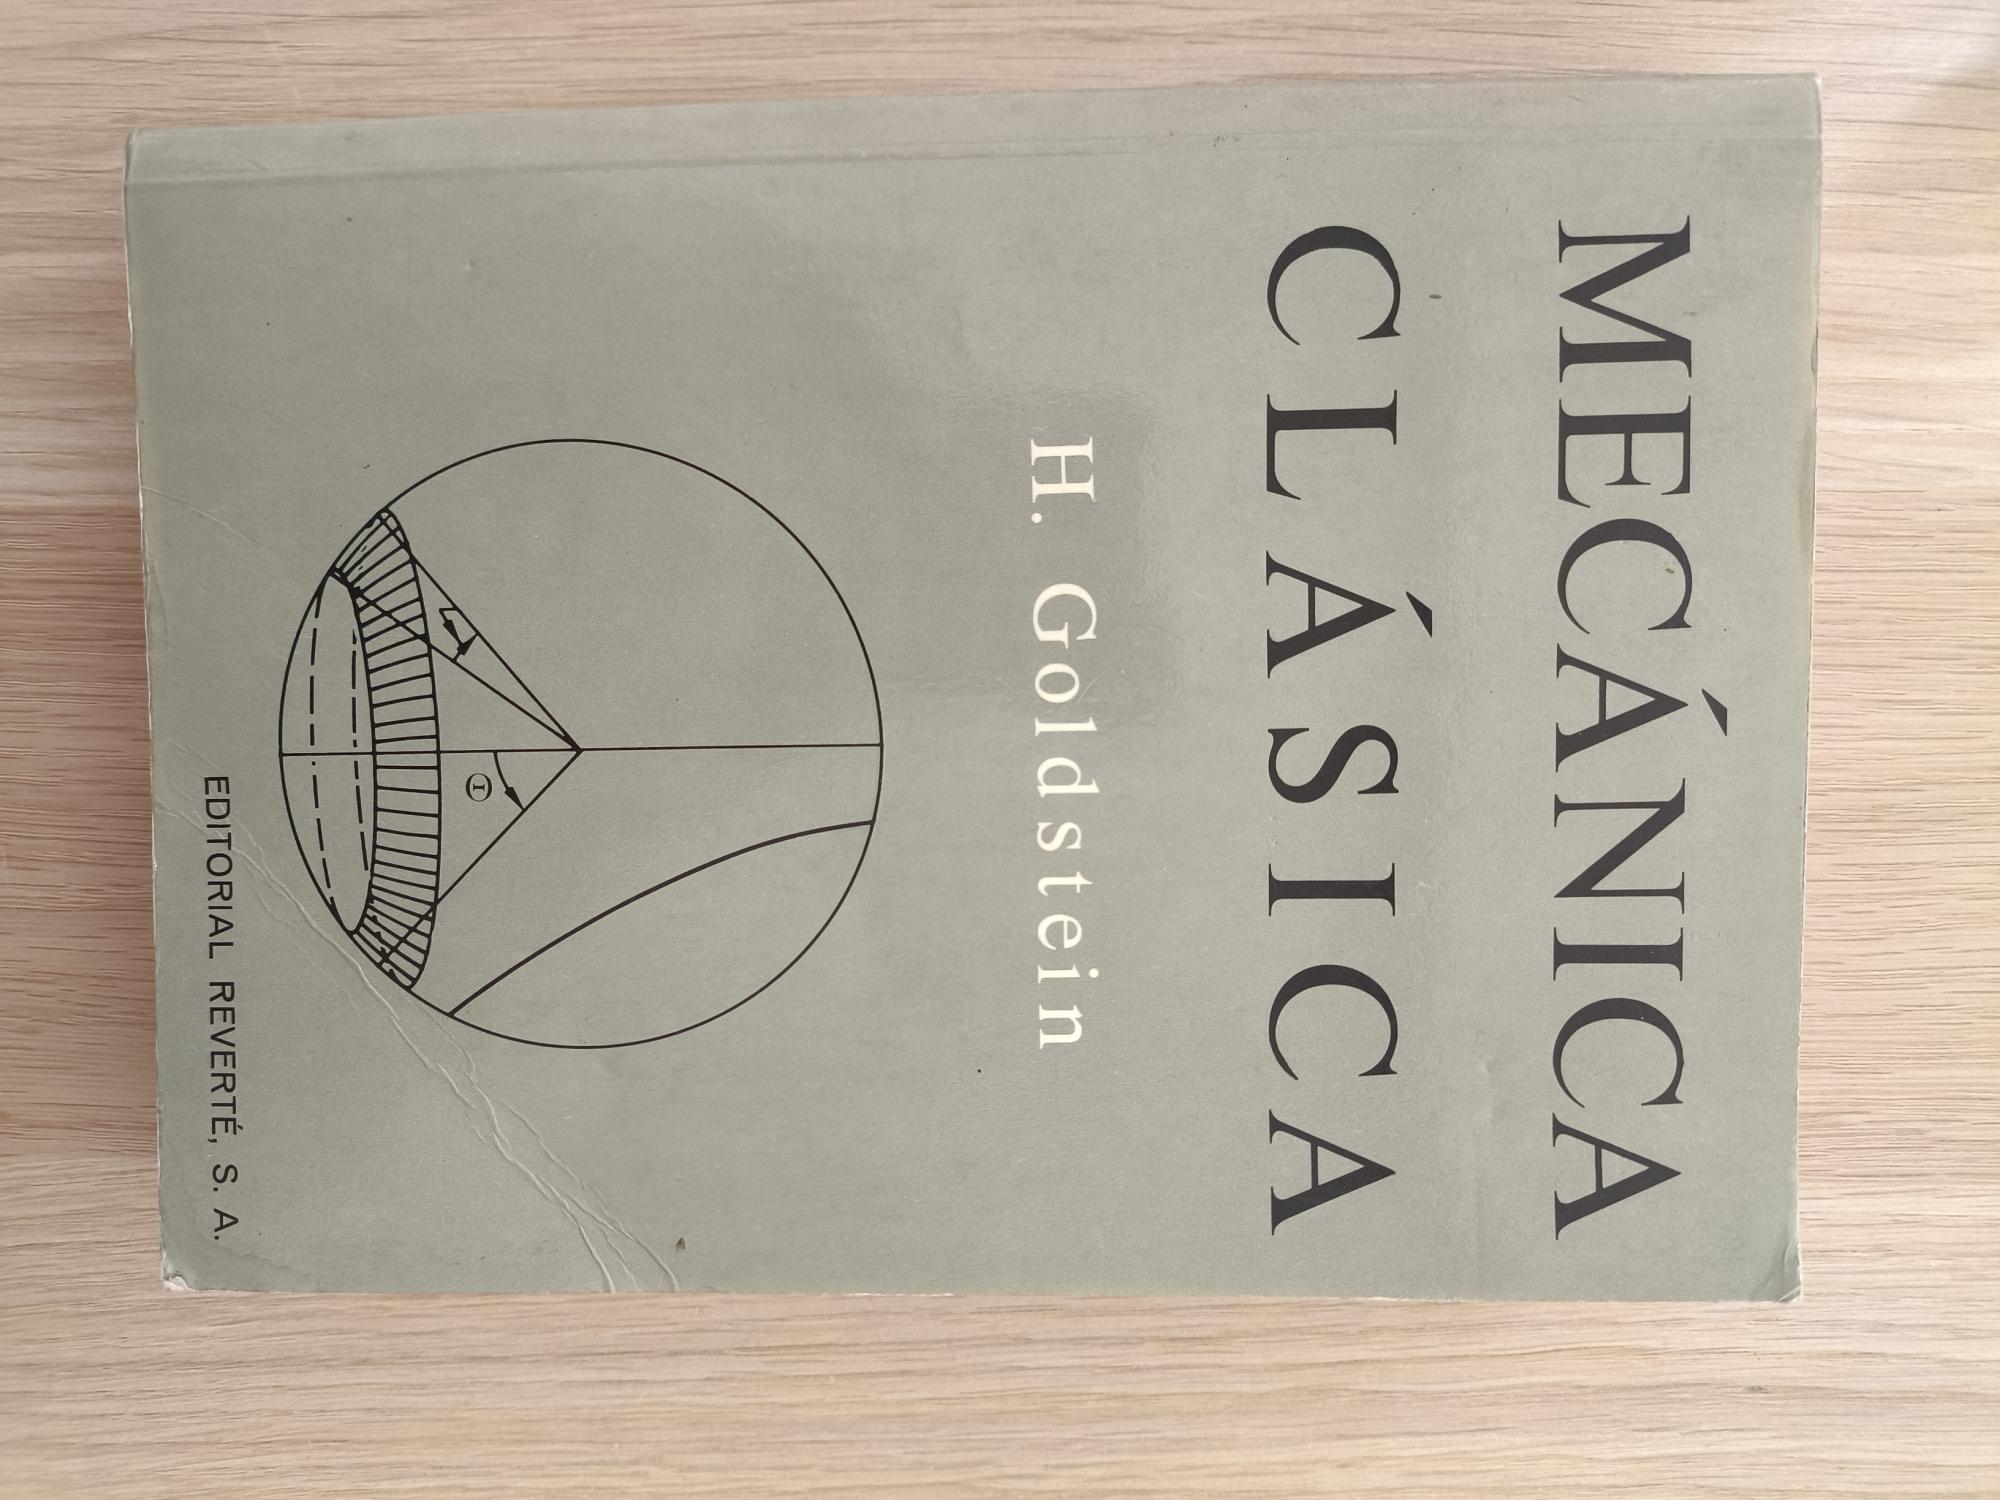 MECÁNICA
CLÁSICA
H. Goldstein
Θ
EDITORIAL REVERTÉ, S. A.